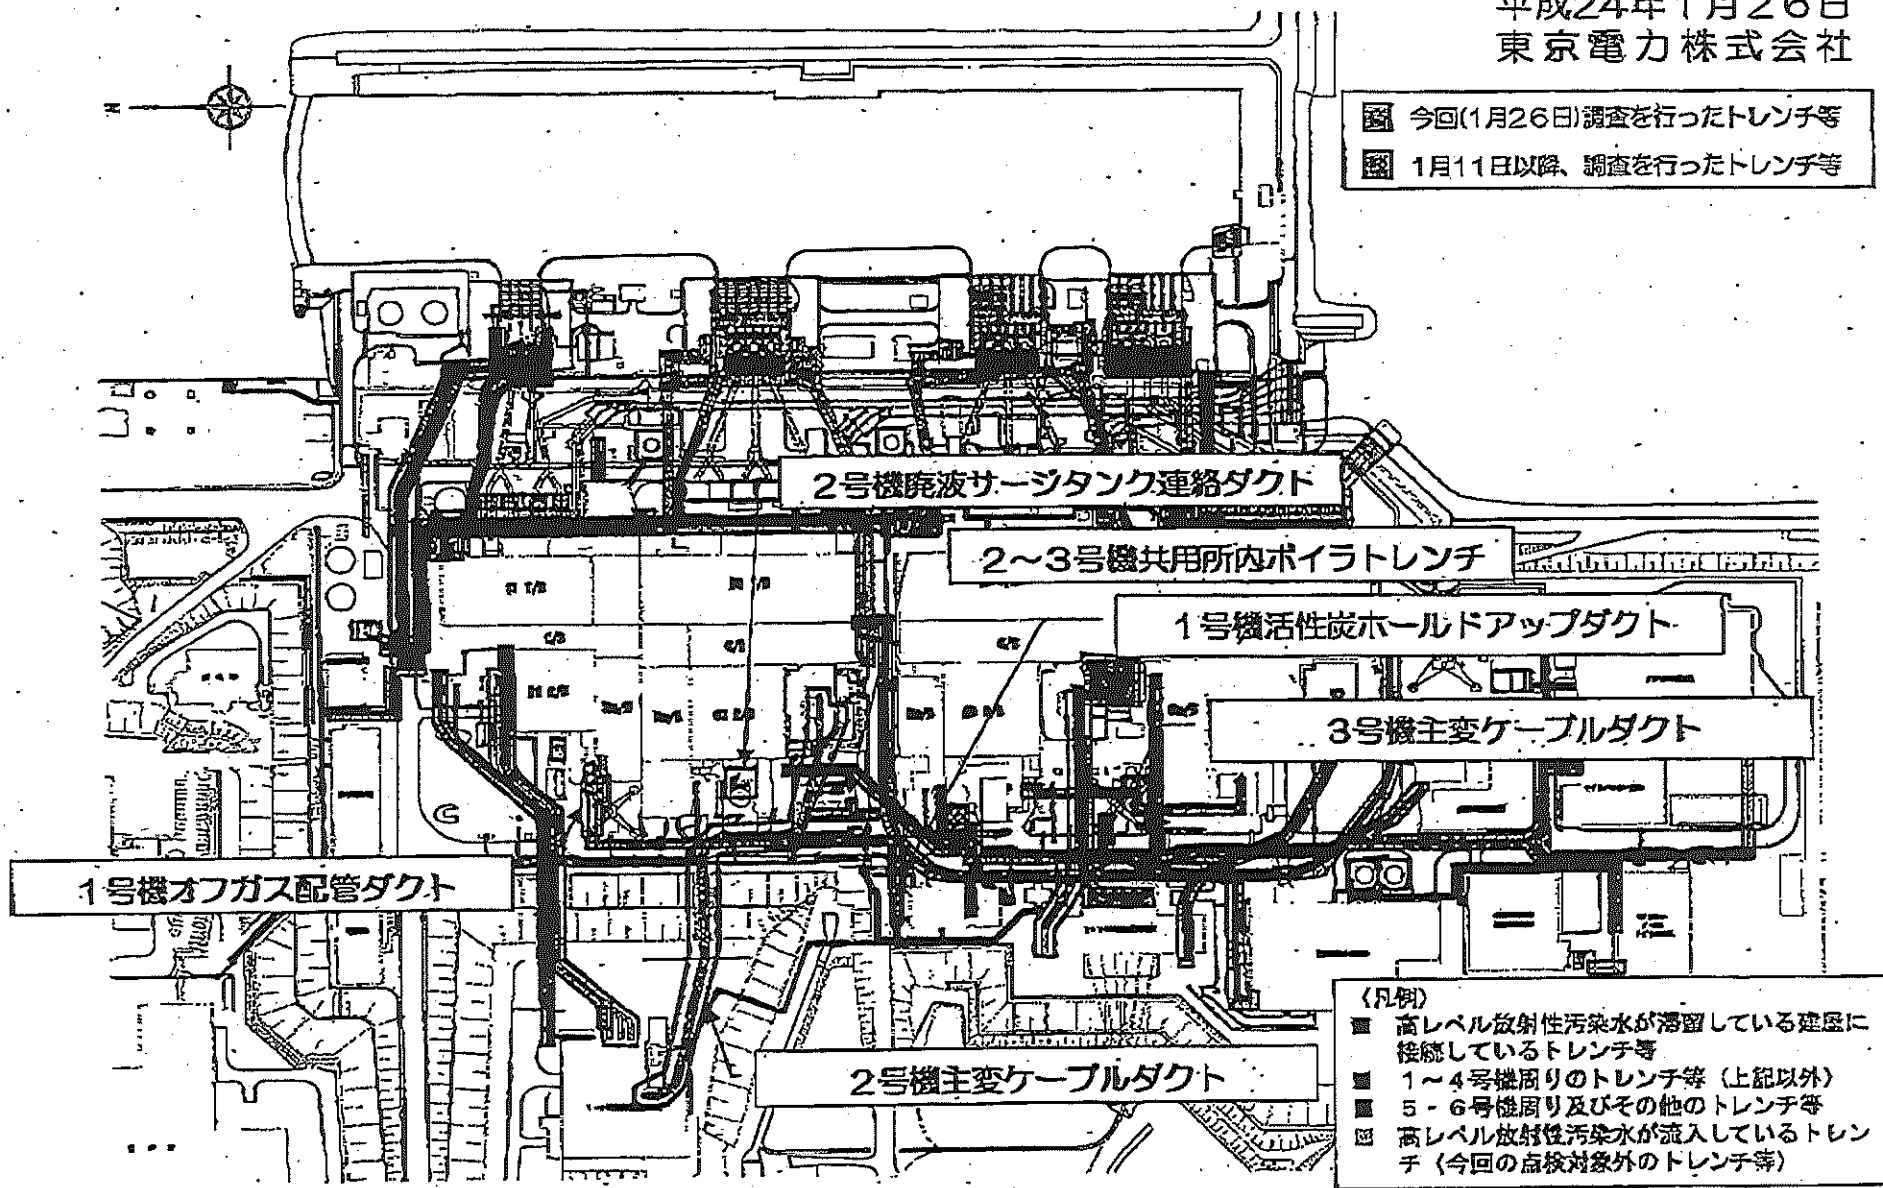 平成24年1月26日
東京電力株式会社
N
今回(1月26日)調査を行ったトレンチ等
1月11日以降、調査を行ったトレンチ等
2号機廃液サージタンク連絡ダクト
2～3号機共用所内ボイラトレンチ
1号機活性炭ホールドアップダクト
3号機主変ケーブルダクト
1号機オフガス配管ダクト
2号機主変ケーブルダクト
《凡例》
高レベル放射性汚染水が滞留している建屋に
接続しているトレンチ等
1～4号機周りのトレンチ等（上記以外）
5・6号機周り及びその他のトレンチ等
高レベル放射性汚染水が流入しているトレン
チ（今回の点検対象外のトレンチ等）